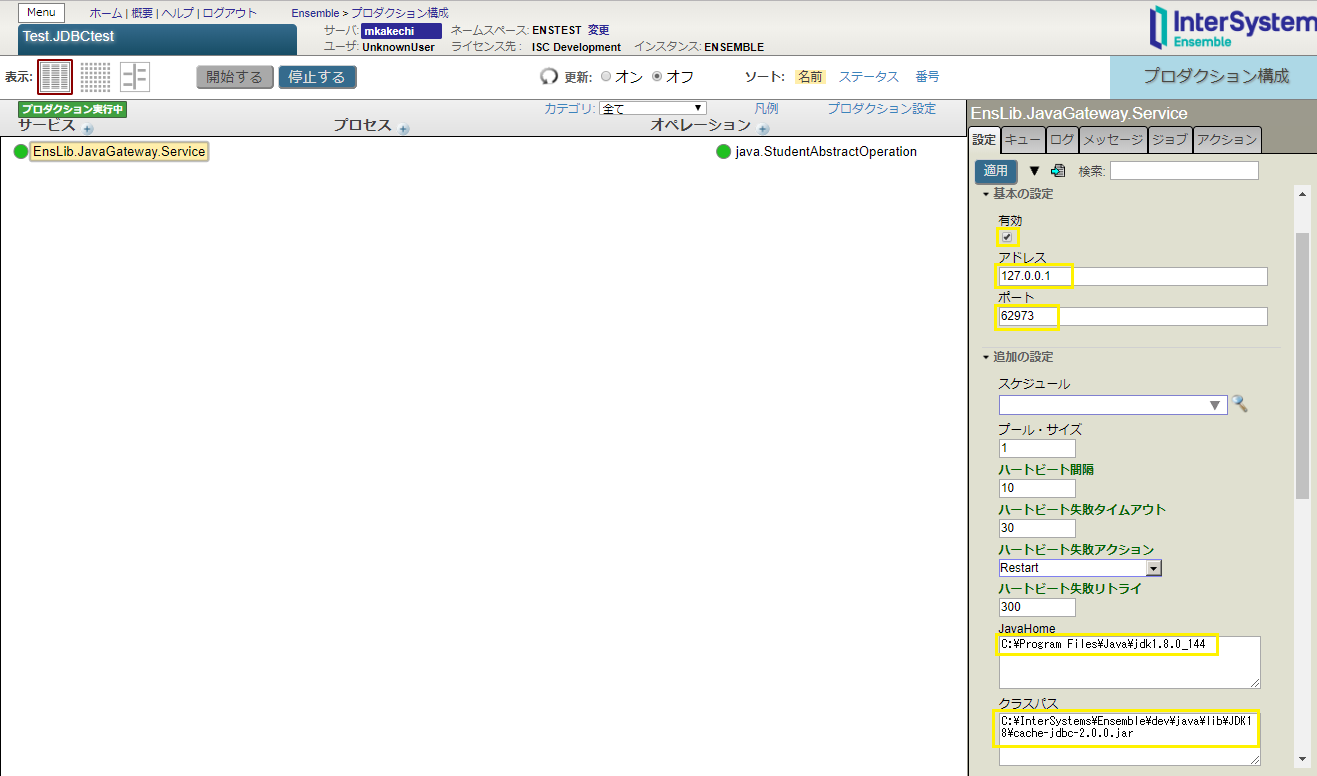 Menu
ホーム | 概要 | ヘルプ | ログアウト
Ensemble > プロダクション構成
Test.JDBCtest
サーバ: mkakechi ネームスペース: ENSTEST 変更
ユーザ: UnknownUser ライセンス先: ISC Development インスタンス: ENSEMBLE
InterSystem
Ensemble
表示:
開始する 停止する
更新: オン オフ
ソート: 名前 ステータス 番号
プロダクション構成
プロダクション実行中
カテゴリ: 全て 凡例 プロダクション設定
サービス プロセス オペレーション
EnsLib.JavaGateway.Service
java.StudentAbstractOperation
EnsLib.JavaGateway.Service
設定 キュー ログ メッセージ ジョブ アクション
適用 検索:
基本の設定
有効
アドレス
127.0.0.1
ポート
62973
追加の設定
スケジュール
プール・サイズ
1
ハートビート間隔
10
ハートビート失敗タイムアウト
30
ハートビート失敗アクション
Restart
ハートビート失敗リトライ
300
JavaHome
C:¥Program Files¥Java¥jdk1.8.0_144
クラスパス
C:¥InterSystems¥Ensemble¥dev¥java¥lib¥JDK1
8¥cache-jdbc-2.0.0.jar